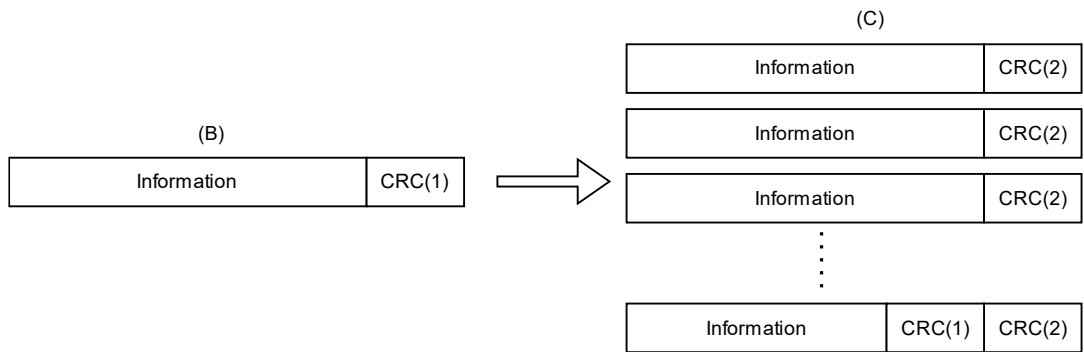 (C)
Information CRC(2)
(B)
Information CRC(2)
Information CRC(1)
Information CRC(2)
Information CRC(1) CRC(2)